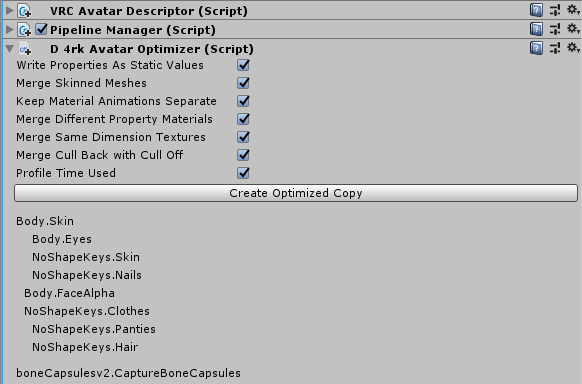 VRC Avatar Descriptor (Script)
Pipeline Manager (Script)
D 4rk Avatar Optimizer (Script)
Write Properties As Static Values
Merge Skinned Meshes
Keep Material Animations Separate
Merge Different Property Materials
Merge Same Dimension Textures
Merge Cull Back with Cull Off
Profile Time Used
Create Optimized Copy
Body.Skin
Body.Eyes
NoShapeKeys.Skin
NoShapeKeys.Nails
Body.FaceAlpha
NoShapeKeys.Clothes
NoShapeKeys.Panties
NoShapeKeys.Hair
boneCapsulesv2.CaptureBoneCapsules